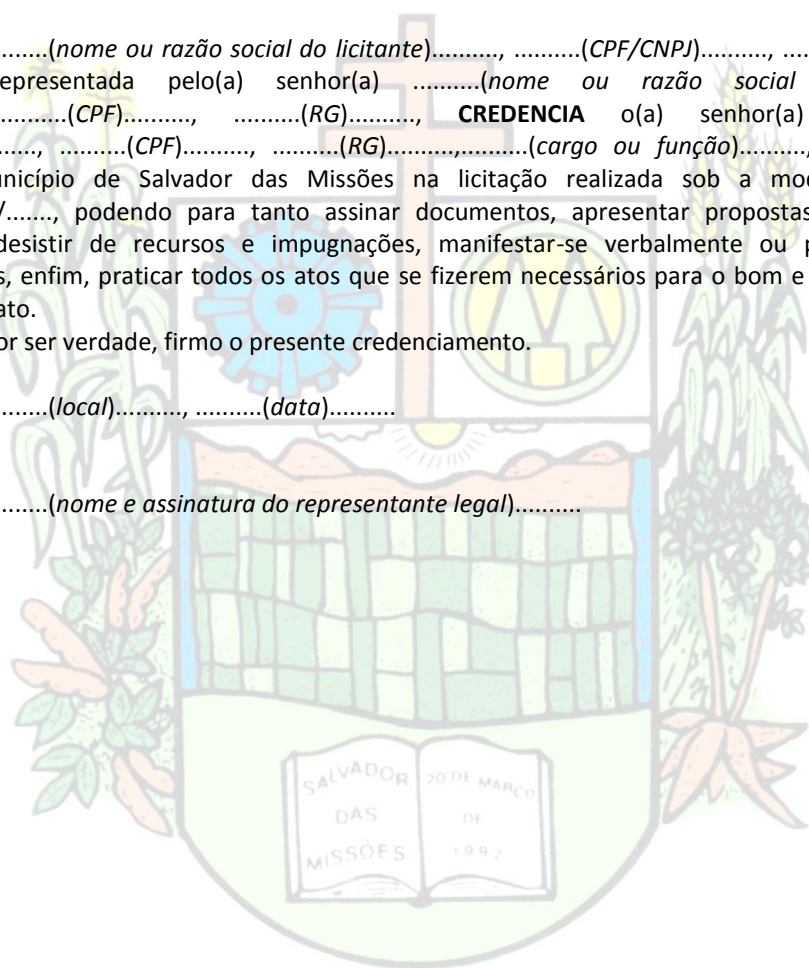 ........(nome ou razão social do licitante).........., ..........(CPF/CNPJ).........., ..
epresentada pelo(a) senhor(a) ..........(nome ou razão social
..........(CPF).........., ..........(RG).........., CREDENCIA o(a) senhor(a)
....., ..........(CPF).........., ..........(RG)..........,..........(cargo ou função)..........,
unicípio de Salvador das Missões na licitação realizada sob a mod
/......., podendo para tanto assinar documentos, apresentar propostas
desistir de recursos e impugnações, manifestar-se verbalmente ou p
s, enfim, praticar todos os atos que se fizerem necessários para o bom e
ato.
or ser verdade, firmo o presente credenciamento.
........(local).........., ..........(data)..........
........(nome e assinatura do representante legal)..........
SALVADOR 20 DE MARÇO
DAS DE
MISSÕES 1992